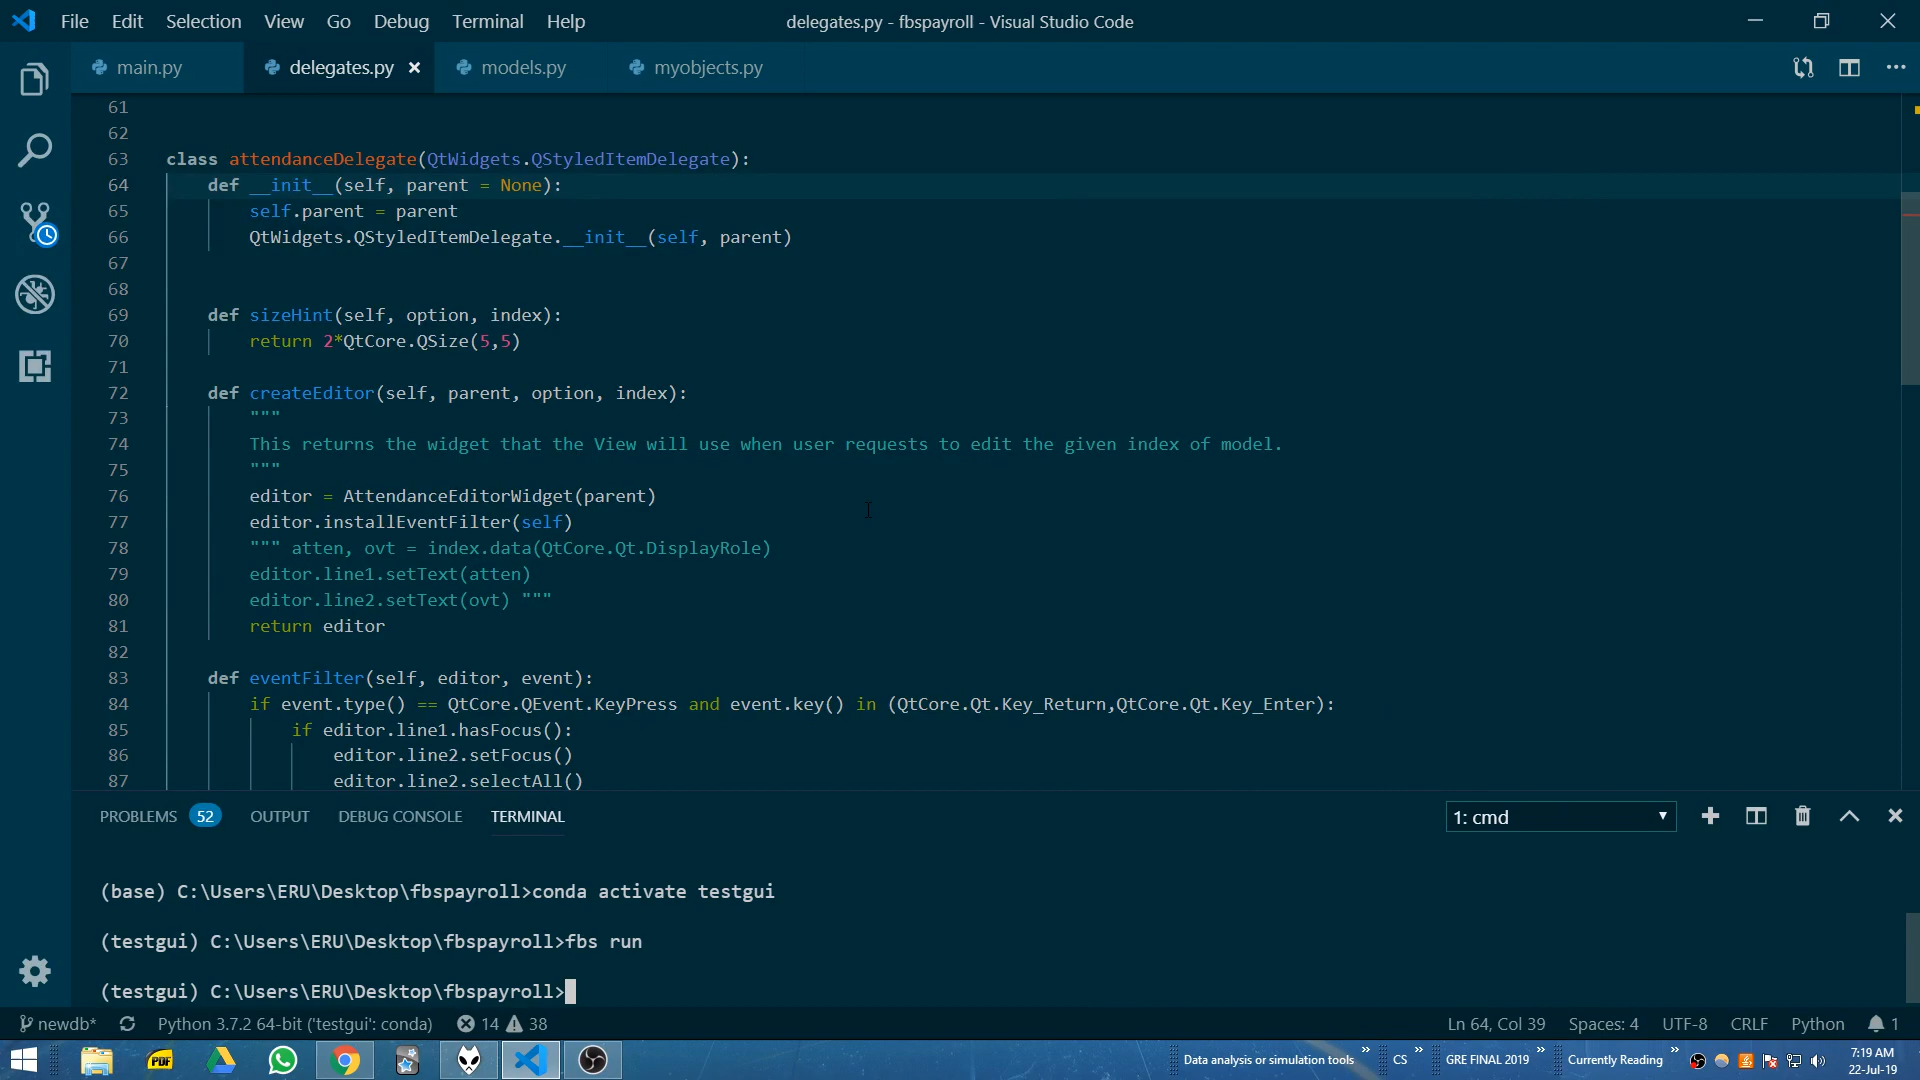 File Edit Selection View Go Debug Terminal Help
delegates.py - fbspayroll - Visual Studio Code
main.py
delegates.py
models.py
myobjects.py
61
62
63 class attendanceDelegate(QtWidgets.QStyledItemDelegate):
64 def __init__(self, parent = None):
65 self.parent = parent
66 QtWidgets.QStyledItemDelegate.__init__(self, parent)
67
68
69 def sizeHint(self, option, index):
70 return 2*QtCore.QSize(5,5)
71
72 def createEditor(self, parent, option, index):
73 """
74 This returns the widget that the View will use when user requests to edit the given index of model.
75 """
76 editor = AttendanceEditorWidget(parent)
77 editor.installEventFilter(self)
78 """ atten, ovt = index.data(QtCore.Qt.DisplayRole)
79 editor.line1.setText(atten)
80 editor.line2.setText(ovt) """
81 return editor
82
83 def eventFilter(self, editor, event):
84 if event.type() == QtCore.QEvent.KeyPress and event.key() in (QtCore.Qt.Key_Return,QtCore.Qt.Key_Enter):
85 if editor.line1.hasFocus():
86 editor.line2.setFocus()
87 editor.line2.selectAll()
PROBLEMS 52 OUTPUT DEBUG CONSOLE TERMINAL
1: cmd
(base) C:\Users\ERU\Desktop\fbspayroll>conda activate testgui
(testgui) C:\Users\ERU\Desktop\fbspayroll>fbs run
(testgui) C:\Users\ERU\Desktop\fbspayroll>
newdb* Python 3.7.2 64-bit ('testgui': conda) 14 38
Ln 64, Col 39 Spaces: 4 UTF-8 CRLF Python 1
PDF
Data analysis or simulation tools » CS » GRE FINAL 2019 » Currently Reading »
7:19 AM
22-Jul-19